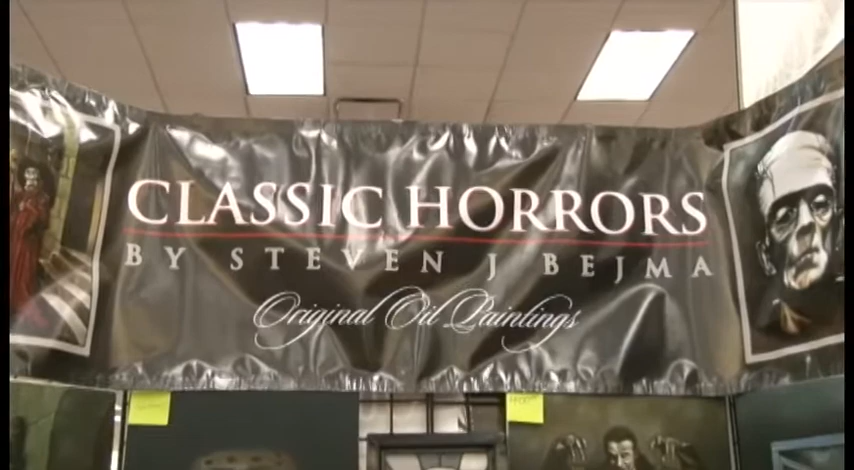 CLASSIC HORRORS
BY STEVEN J BEJMA
Original Oil Paintings